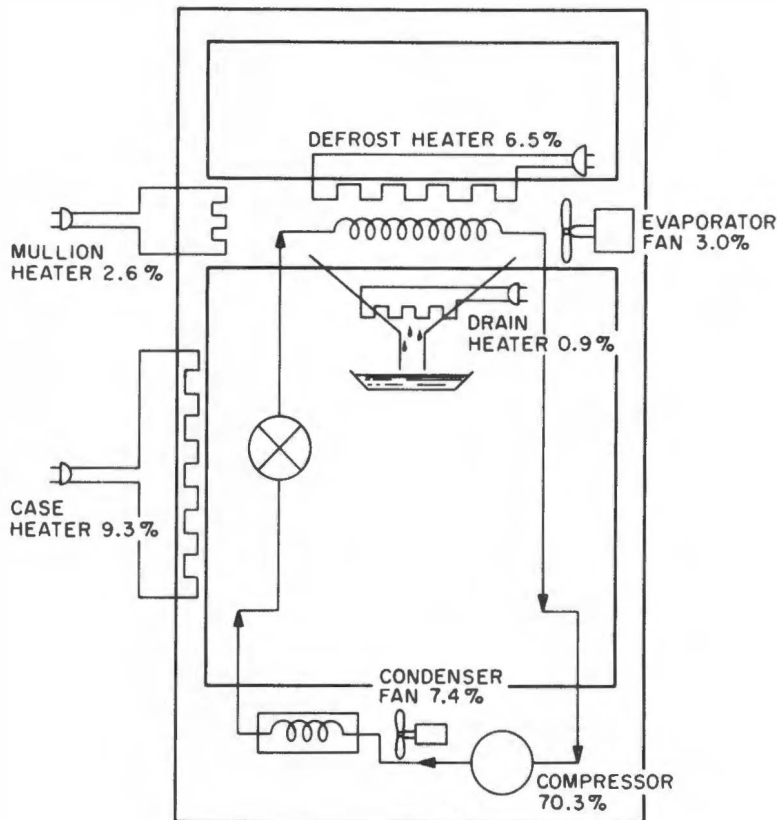 DEFROST HEATER 6.5%
EVAPORATOR
FAN 3.0%
MULLION
HEATER 2.6%
DRAIN
HEATER 0.9%
CASE
HEATER 9.3%
CONDENSER
FAN 7.4%
COMPRESSOR
70.3%